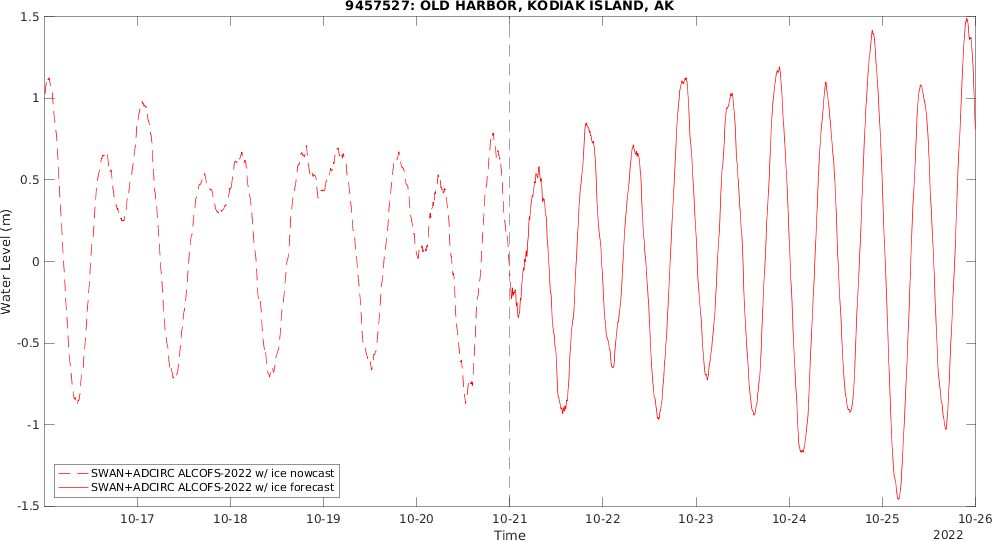 9457527: OLD HARBOR, KODIAK ISLAND, AK
1.5
1
0.5
0
-0.5
-1
-1.5
Water Level (m)
SWAN+ADCIRC ALCOFS-2022 w/ ice nowcast
SWAN+ADCIRC ALCOFS-2022 w/ ice forecast
10-17 10-18 10-19 10-20 10-21 10-22 10-23 10-24 10-25 10-26
Time
2022